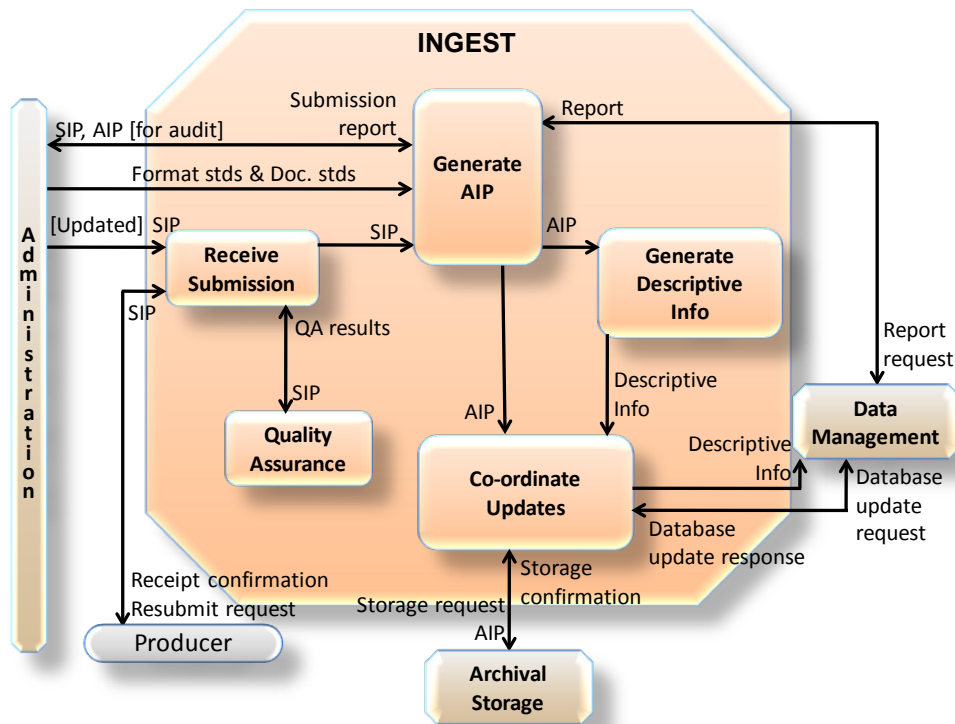 INGEST
Submission
report
Report
SIP, AIP [for audit]
Generate
AIP
Format stds & Doc. stds
[Updated] SIP
SIP
AIP
Receive
Submission
Generate
Descriptive
Info
SIP
QA results
Administration
Report
request
SIP
AIP
Descriptive
Info
Quality
Assurance
Data
Management
Co-ordinate
Updates
Descriptive
Info
Database
update
request
Database
update response
Receipt confirmation
Resubmit request
Storage
confirmation
Storage request
AIP
Producer
Archival
Storage